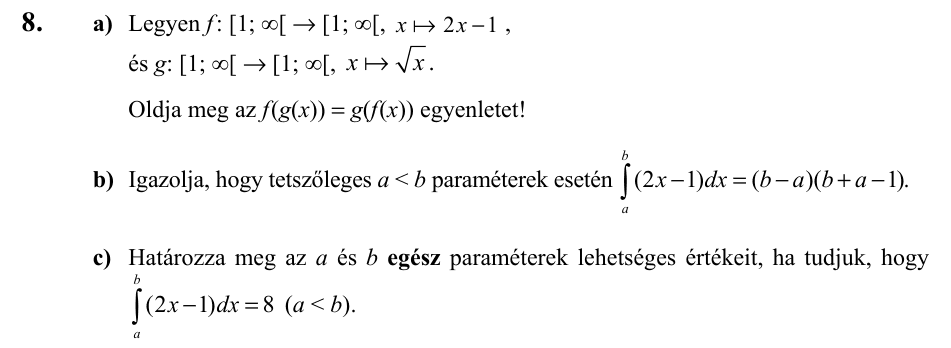 8. a) Legyen f: [1; ∞[ → [1; ∞[, x ↦ 2x−1 ,
és g: [1; ∞[ → [1; ∞[, x ↦ √x .
Oldja meg az f(g(x)) = g(f(x)) egyenletet!
b) Igazolja, hogy tetszőleges a < b paraméterek esetén ∫_a^b (2x−1)dx = (b−a)(b+a−1).
c) Határozza meg az a és b egész paraméterek lehetséges értékeit, ha tudjuk, hogy
∫_a^b (2x−1)dx = 8 (a < b).